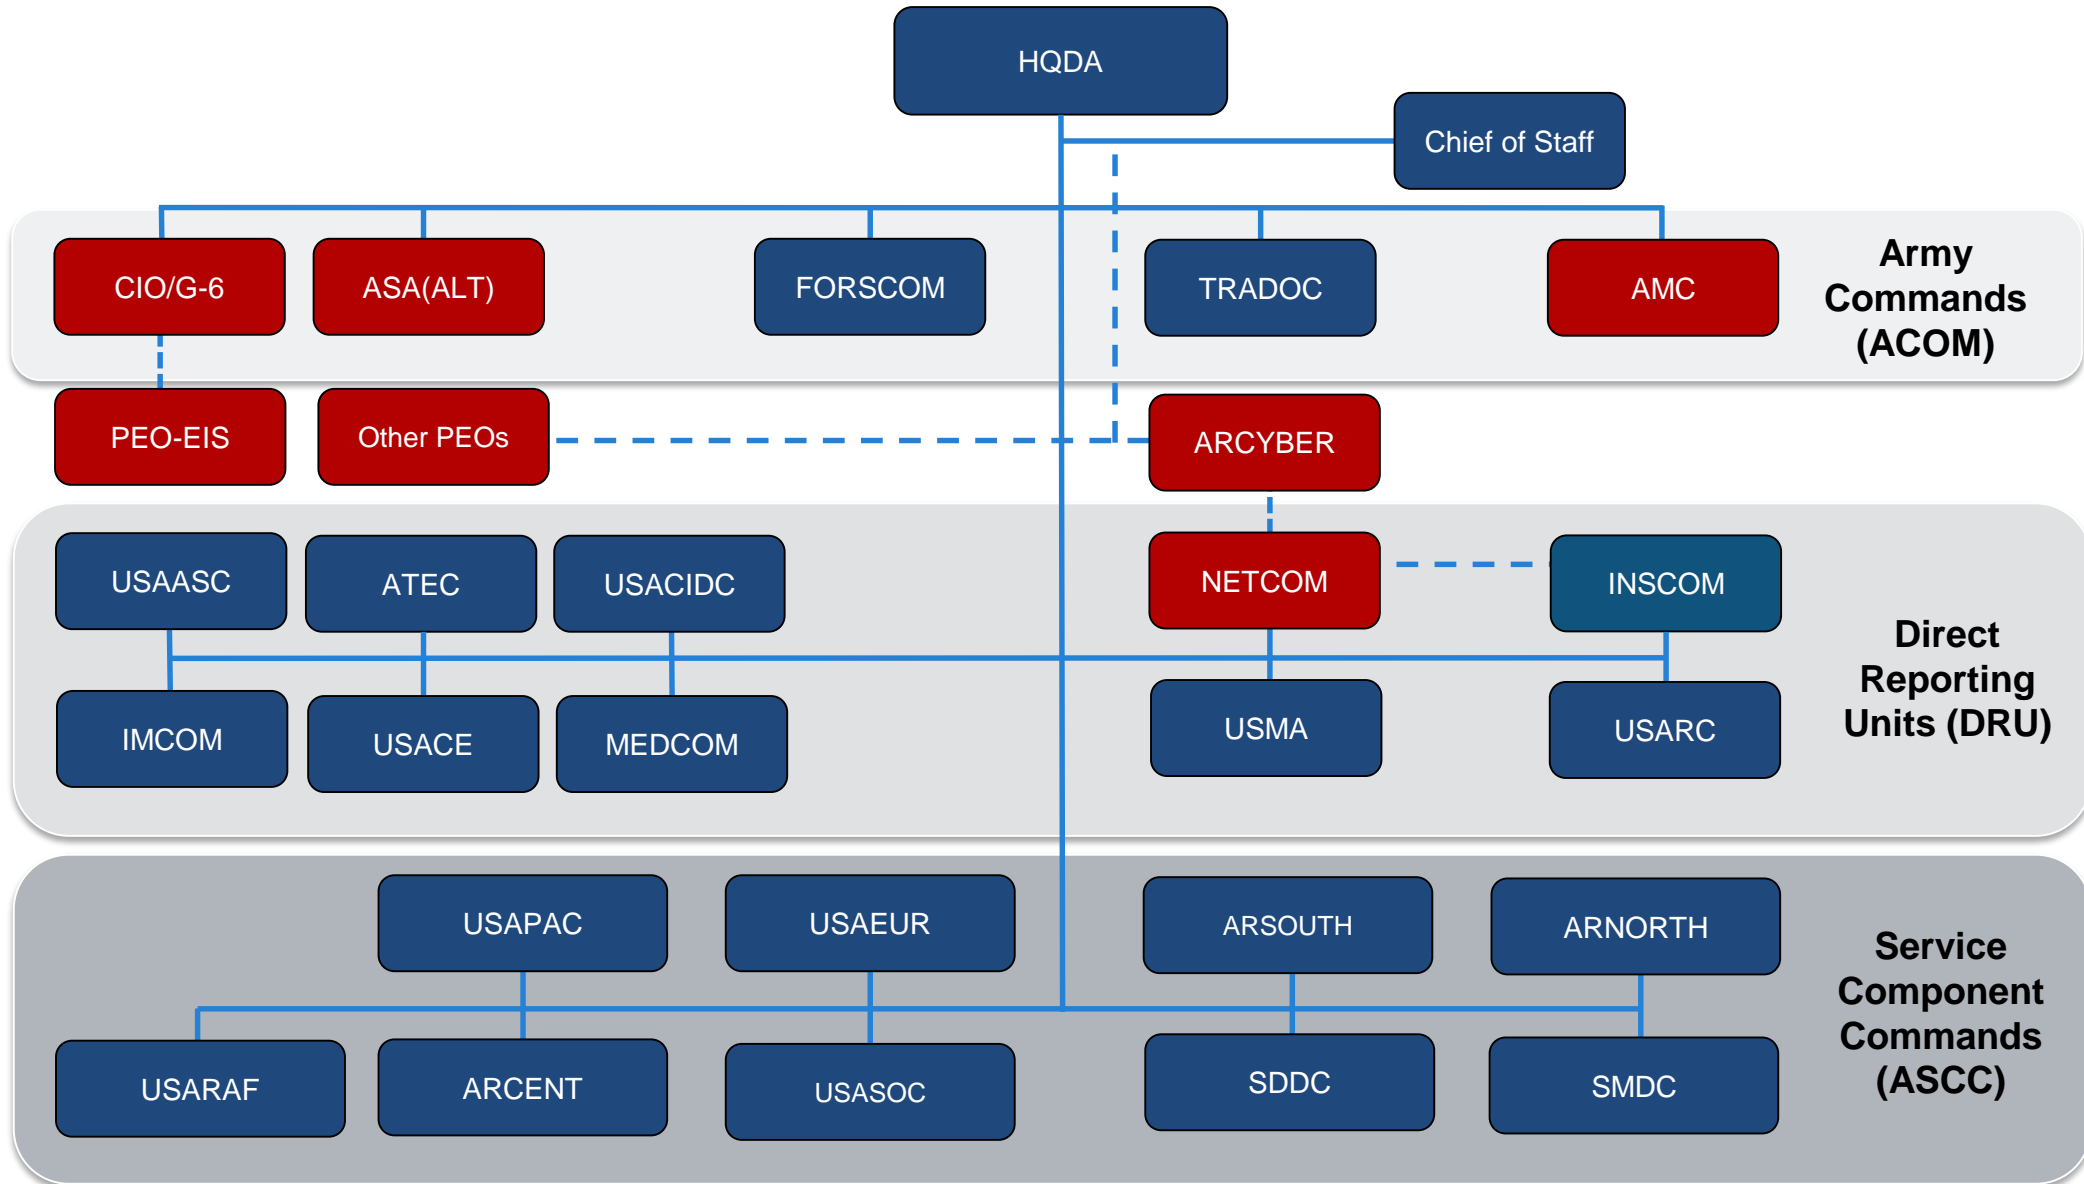 HQDA
Chief of Staff
CIO/G-6
ASA(ALT)
FORSCOM
TRADOC
AMC
Army
Commands
(ACOM)
PEO-EIS
Other PEOs
ARCYBER
USAASC
ATEC
USACIDC
NETCOM
INSCOM
Direct
Reporting
Units (DRU)
IMCOM
USACE
MEDCOM
USMA
USARC
USAPAC
USAEUR
ARSOUTH
ARNORTH
Service
Component
Commands
(ASCC)
USARAF
ARCENT
USASOC
SDDC
SMDC